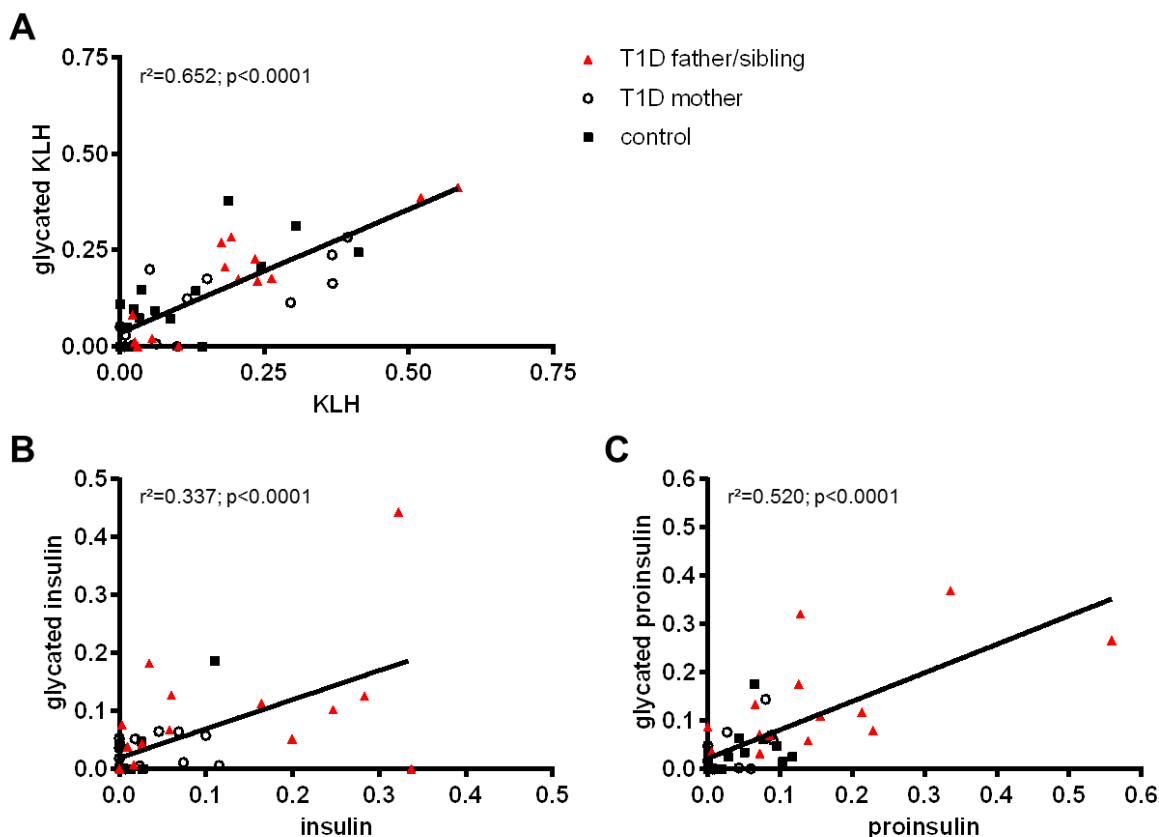 A
r²=0.652; p<0.0001
T1D father/sibling
T1D mother
control
glycated KLH
0.75
0.50
0.25
0.00
0.00 0.25 0.50 0.75
KLH
B
r²=0.337; p<0.0001
glycated insulin
0.5
0.4
0.3
0.2
0.1
0.0
0.0 0.1 0.2 0.3 0.4 0.5
insulin
C
r²=0.520; p<0.0001
glycated proinsulin
0.6
0.5
0.4
0.3
0.2
0.1
0.0
0.0 0.1 0.2 0.3 0.4 0.5 0.6
proinsulin